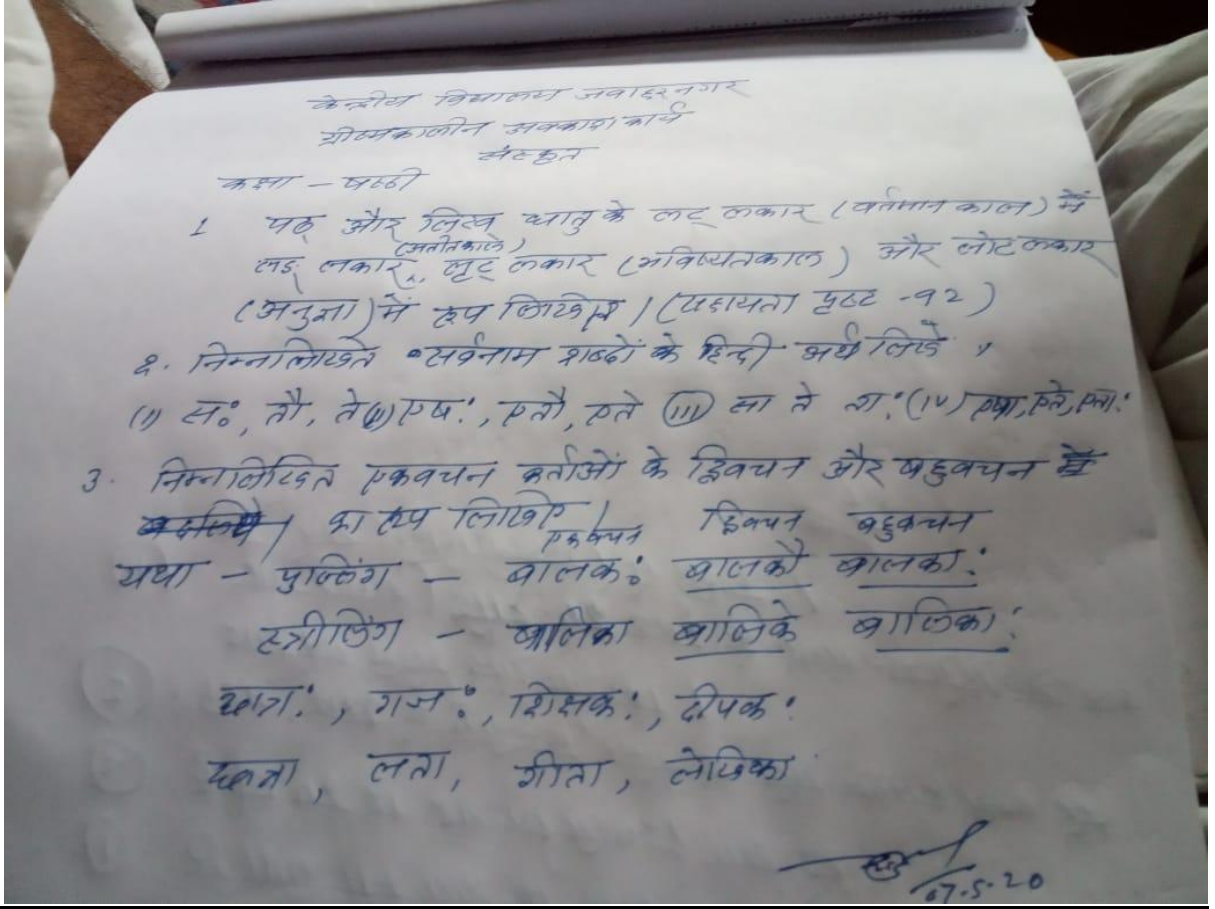 केन्द्रीय विद्यालय जवाहरनगर
ग्रीष्मकालीन अवकाश कार्य
संस्कृत
कक्षा - षष्ठी
1 पठ् और लिख धातु के लट् लकार (वर्तमान काल) में
लङ् लकार (अतीतकाल), लृट् लकार (भविष्यतकाल) और लोट लकार
(अनुज्ञा) में रूप लिखिए। (सहायता पृष्ट -92)
2. निम्नलिखित सर्वनाम शब्दों के हिन्दी अर्थ लिखें ,
(i) सः, तौ, ते (ii) एषः, एतौ, एते (iii) सा ते ताः (iv) एषा, एते, एताः
3. निम्नलिखित एकवचन कर्ताओं के द्विवचन और बहुवचन
का रूप लिखिए।
एकवचन द्विवचन बहुवचन
यथा - पुल्लिंग - बालकः बालकौ बालकाः
स्त्रीलिंग - बालिका बालिके बालिकाः
छात्रः, गजः, शिक्षकः, दीपकः
छात्रा, लता, गीता, लेखिका
07-5-20